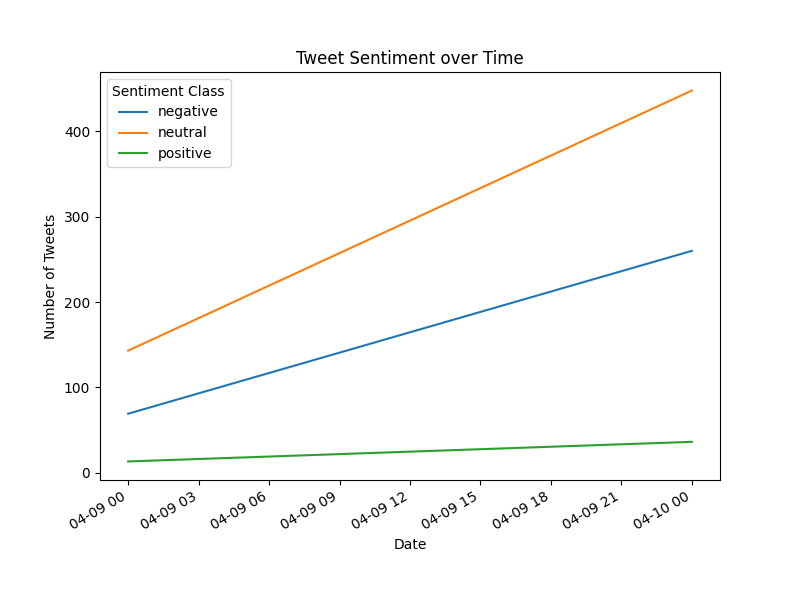 Tweet Sentiment over Time
Sentiment Class
negative
neutral
positive
Number of Tweets
400
300
200
100
0
04-09 00
04-09 03
04-09 06
04-09 09
04-09 12
04-09 15
04-09 18
04-09 21
04-10 00
Date